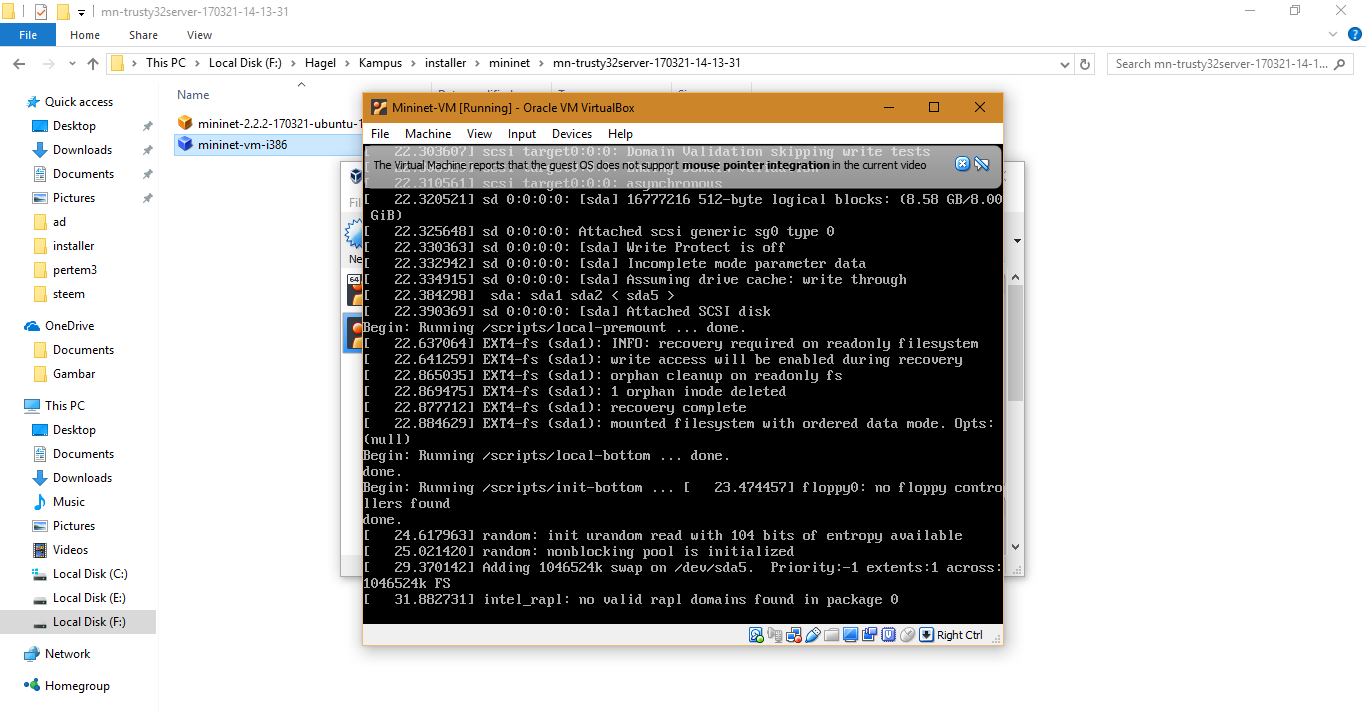 mn-trusty32server-170321-14-13-31
File Home Share View
This PC Local Disk (F:) Hagel Kampus installer mininet mn-trusty32server-170321-14-13-31
Search mn-trusty32server-170321-14-1...
Quick access
Desktop
Downloads
Documents
Pictures
ad
installer
pertem3
steem
OneDrive
Documents
Gambar
This PC
Desktop
Documents
Downloads
Music
Pictures
Videos
Local Disk (C:)
Local Disk (E:)
Local Disk (F:)
Network
Homegroup
Name
mininet-2.2.2-170321-ubuntu-1
mininet-vm-i386
Fi
Ne
64
Mininet-VM [Running] - Oracle VM VirtualBox
File Machine View Input Devices Help
[ 22.303607] scsi target0:0:0: Domain Validation skipping write tests
The Virtual Machine reports that the guest OS does not support mouse pointer integration in the current video
[ 22.310561] scsi target0:0:0: asynchronous
[ 22.320521] sd 0:0:0:0: [sda] 16777216 512-byte logical blocks: (8.58 GB/8.00
GiB)
[ 22.325648] sd 0:0:0:0: Attached scsi generic sg0 type 0
[ 22.330363] sd 0:0:0:0: [sda] Write Protect is off
[ 22.332942] sd 0:0:0:0: [sda] Incomplete mode parameter data
[ 22.334915] sd 0:0:0:0: [sda] Assuming drive cache: write through
[ 22.384298] sda: sda1 sda2 < sda5 >
[ 22.390369] sd 0:0:0:0: [sda] Attached SCSI disk
Begin: Running /scripts/local-premount ... done.
[ 22.637064] EXT4-fs (sda1): INFO: recovery required on readonly filesystem
[ 22.641259] EXT4-fs (sda1): write access will be enabled during recovery
[ 22.865035] EXT4-fs (sda1): orphan cleanup on readonly fs
[ 22.869475] EXT4-fs (sda1): 1 orphan inode deleted
[ 22.877712] EXT4-fs (sda1): recovery complete
[ 22.884629] EXT4-fs (sda1): mounted filesystem with ordered data mode. Opts:
(null)
Begin: Running /scripts/local-bottom ... done.
done.
Begin: Running /scripts/init-bottom ... [ 23.474457] floppy0: no floppy contro
llers found
done.
[ 24.617963] random: init urandom read with 104 bits of entropy available
[ 25.021420] random: nonblocking pool is initialized
[ 29.370142] Adding 1046524k swap on /dev/sda5. Priority:-1 extents:1 across:
1046524k FS
[ 31.882731] intel_rapl: no valid rapl domains found in package 0
Right Ctrl